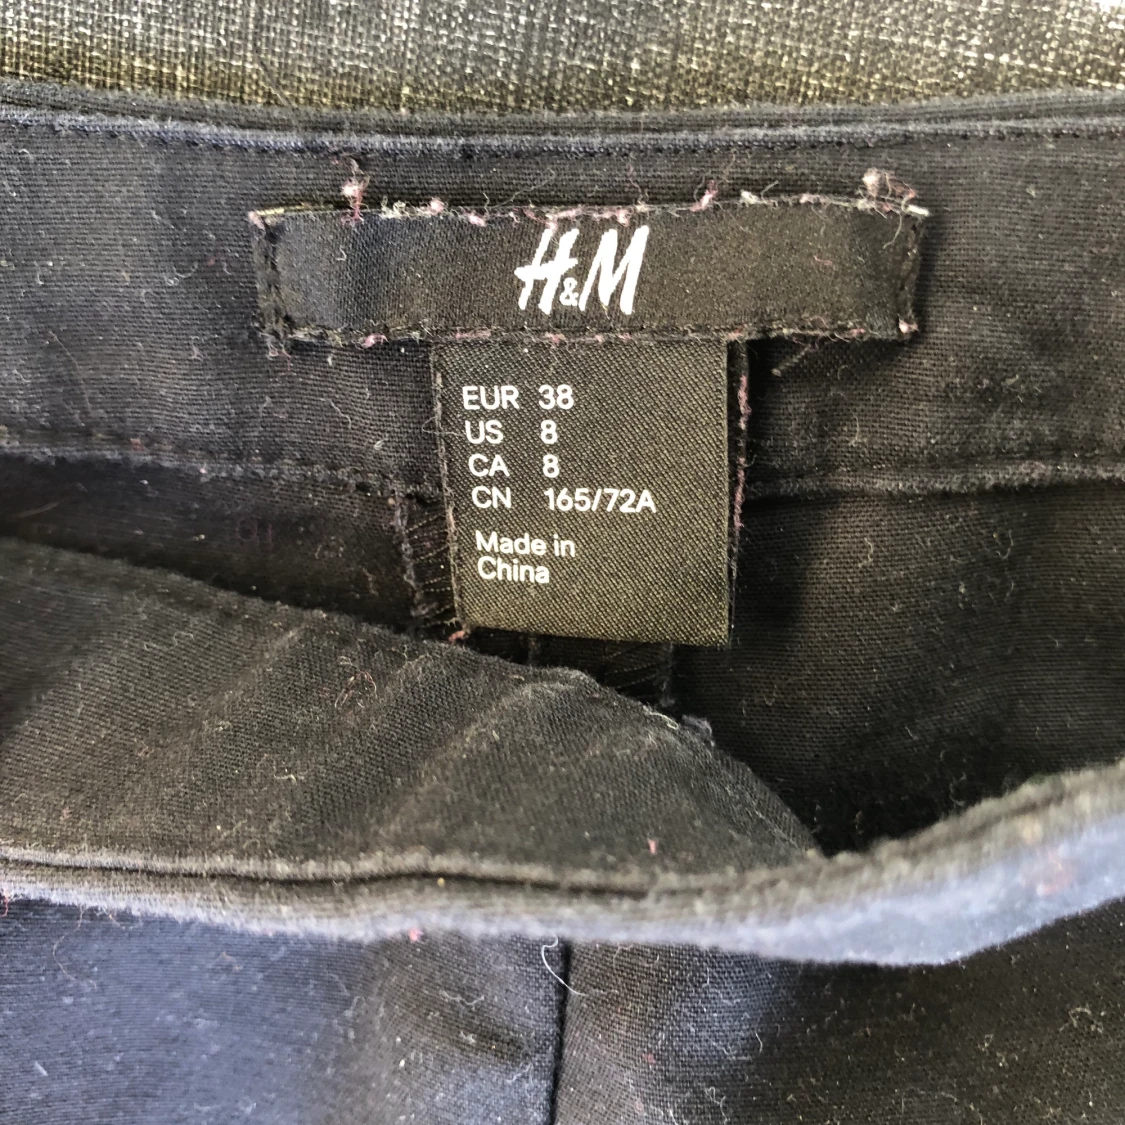 H&M
EUR 38
US 8
CA 8
CN 165/72A
Made in
China